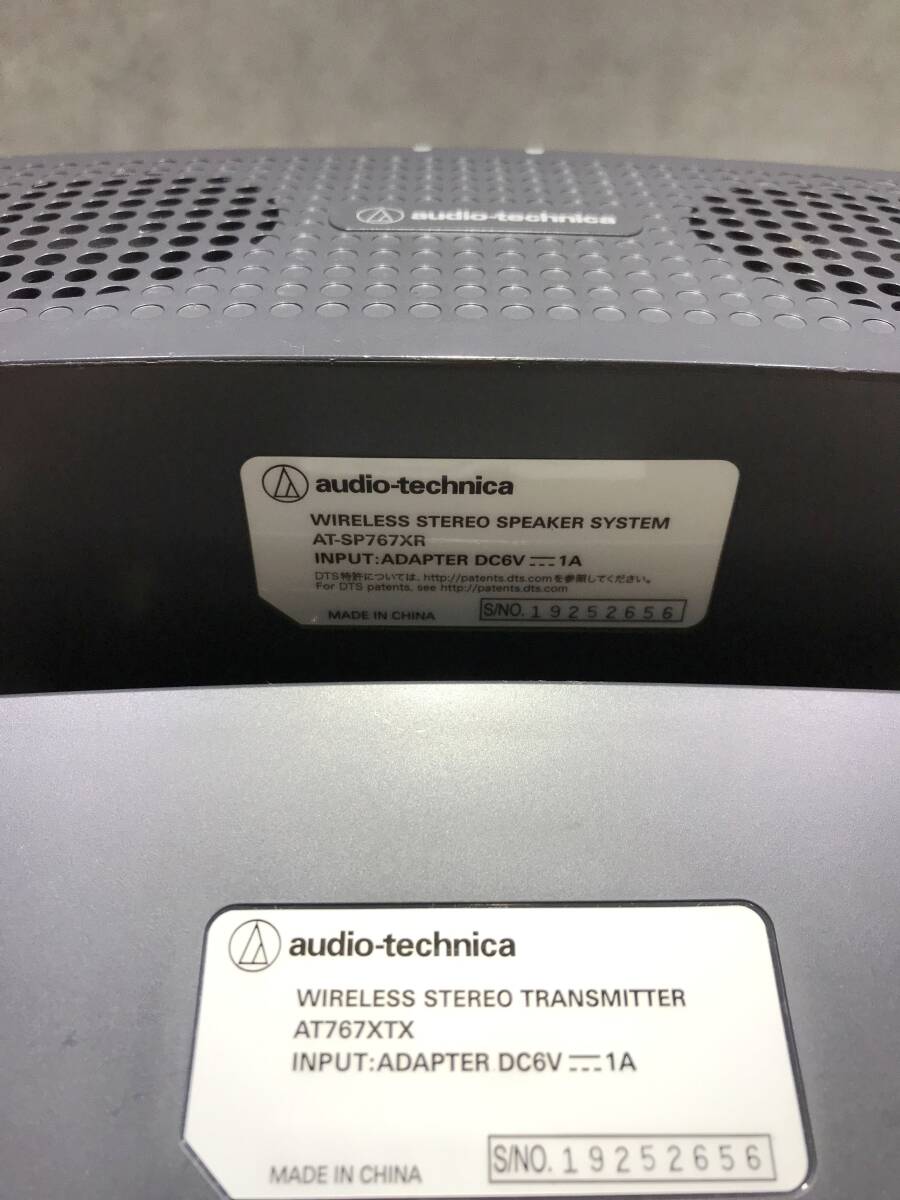 audio-technica
audio-technica
WIRELESS STEREO SPEAKER SYSTEM
AT-SP767XR
INPUT:ADAPTER DC6V ⎓ 1A
DTS特許については、http://patents.dts.comを参照してください。
For DTS patents, see http://patents.dts.com
MADE IN CHINA S/NO. 19252656
audio-technica
WIRELESS STEREO TRANSMITTER
AT767XTX
INPUT:ADAPTER DC6V ⎓ 1A
MADE IN CHINA S/NO. 19252656